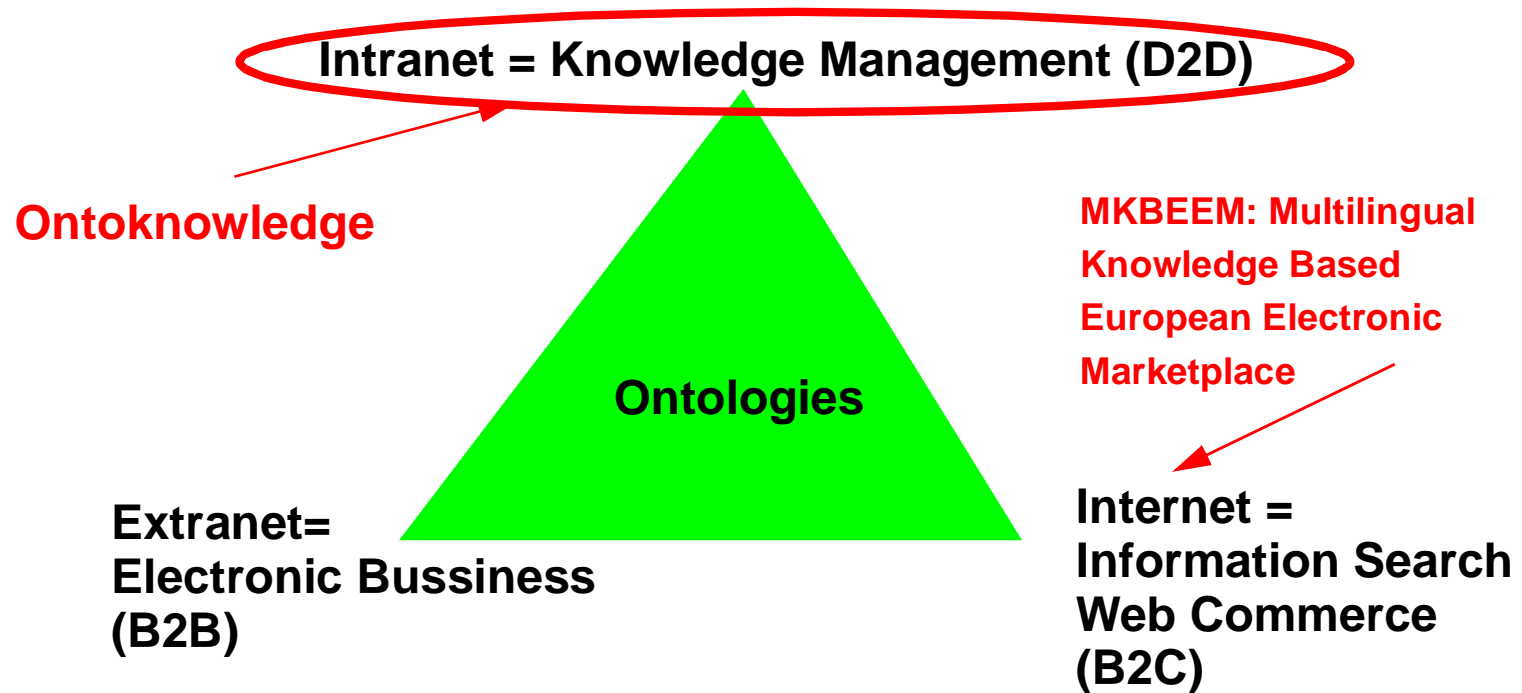 Intranet = Knowledge Management (D2D)
Ontoknowledge
MKBEEM: Multilingual
Knowledge Based
European Electronic
Marketplace
Ontologies
Extranet=
Electronic Bussiness
(B2B)
Internet =
Information Search
Web Commerce
(B2C)